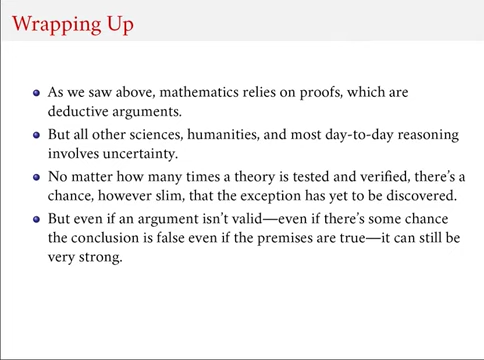 Wrapping Up
As we saw above, mathematics relies on proofs, which are
deductive arguments.
But all other sciences, humanities, and most day-to-day reasoning
involves uncertainty.
No matter how many times a theory is tested and verified, there's a
chance, however slim, that the exception has yet to be discovered.
But even if an argument isn't valid—even if there's some chance
the conclusion is false even if the premises are true—it can still be
very strong.